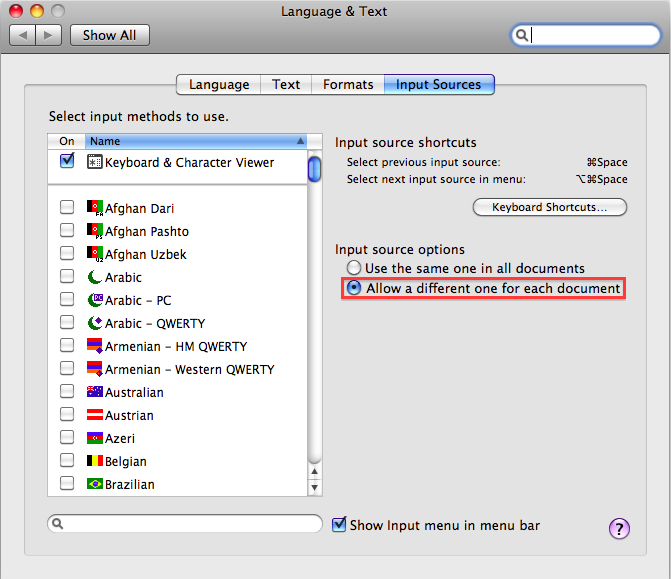 Language & Text
Show All
Language
Text
Formats
Input Sources
Select input methods to use.
On
Name
Keyboard & Character Viewer
Afghan Dari
Afghan Pashto
Afghan Uzbek
Arabic
Arabic – PC
Arabic – QWERTY
Armenian – HM QWERTY
Armenian – Western QWERTY
Australian
Austrian
Azeri
Belgian
Brazilian
Input source shortcuts
Select previous input source: ⌘Space
Select next input source in menu: ⌥⌘Space
Keyboard Shortcuts...
Input source options
Use the same one in all documents
Allow a different one for each document
Show Input menu in menu bar
?